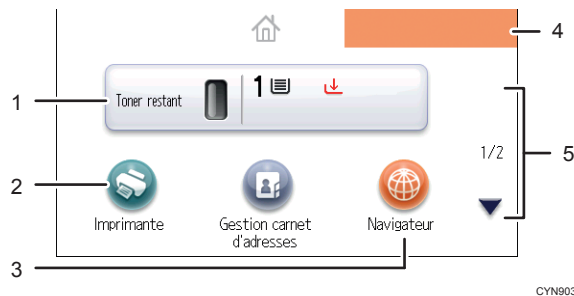 4
1
Toner restant
1
1/2
5
2
Imprimante
Gestion carnet
d'adresses
Navigateur
3
CYN903